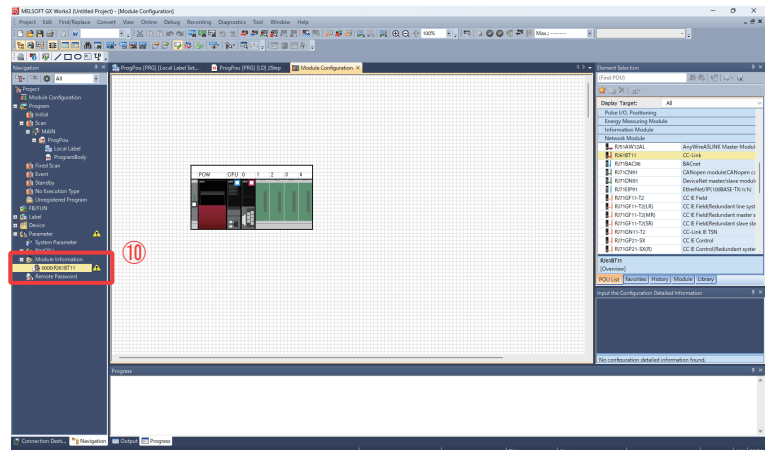 MELSOFT GX Works3 (Untitled Project) - [Module Configuration]
Project Edit Find/Replace Convert View Online Debug Recording Diagnostics Tool Window Help
100% Max.: --------
Navigation
All
ProgPou [PRG] [Local Label Set...
ProgPou [PRG] [LD] 2Step
Module Configuration
Element Selection
(Find POU)
Display Target: All
Project
Module Configuration
Program
Initial
Scan
MAIN
ProgPou
Local Label
ProgramBody
Fixed Scan
Event
Standby
No Execution Type
Unregistered Program
FB/FUN
Label
Device
Parameter
System Parameter
Module Information
0000:RJ61BT11
Remote Password
⑩
POW CPU 0 1 2 3 4
Pulse I/O, Positioning
Energy Measuring Module
Information Module
Network Module
RJ51AW12AL AnyWireASLINK Master Modul
RJ61BT11 CC-Link
RJ71BAC96 BACnet
RJ71CN91 CANopen module(CANopen cc
RJ71DN91 DeviceNet master/slave modul
RJ71EIP91 EtherNet/IP(100BASE-TX:1ch)
RJ71GF11-T2 CC IE Field
RJ71GF11-T2(LR) CC IE Field(Redundant line syst
RJ71GF11-T2(MR) CC IE Field(Redundant master s
RJ71GF11-T2(SR) CC IE Field(Redundant slave sta
RJ71GN11-T2 CC-Link IE TSN
RJ71GP21-SX CC IE Control
RJ71GP21-SX(R) CC IE Control(Redundant syster
RJ61BT11
[Overview]
POU List Favorites History Module Library
Input the Configuration Detailed Information
No configuration detailed information found.
Progress
Connection Desti... Navigation Output Progress